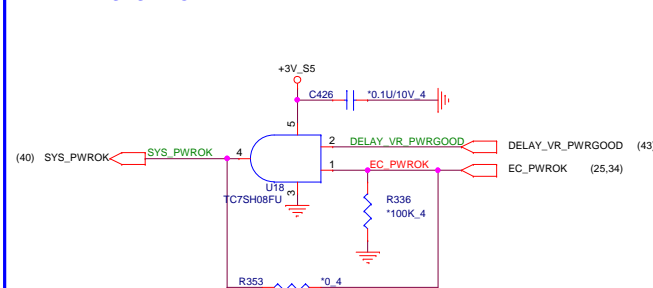 +3V_S5
C426
*0.1U/10V_4
5
2
DELAY_VR_PWRGOOD
DELAY_VR_PWRGOOD (43)
(40) SYS_PWROK
SYS_PWROK
4
1
EC_PWROK
EC_PWROK (25,34)
U18
TC7SH08FU
3
R336
*100K_4
R353
*0_4